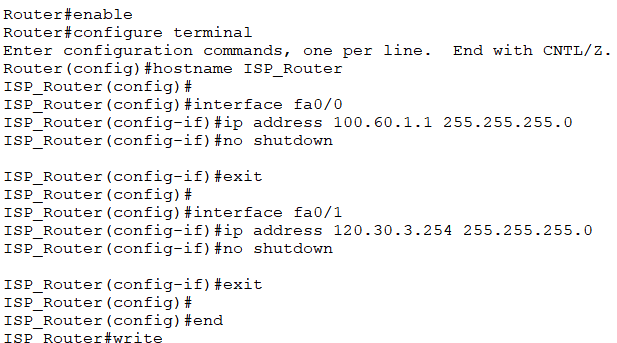 Router#enable
Router#configure terminal
Enter configuration commands, one per line.  End with CNTL/Z.
Router(config)#hostname ISP_Router
ISP_Router(config)#
ISP_Router(config)#interface fa0/0
ISP_Router(config-if)#ip address 100.60.1.1 255.255.255.0
ISP_Router(config-if)#no shutdown
ISP_Router(config-if)#exit
ISP_Router(config)#
ISP_Router(config)#interface fa0/1
ISP_Router(config-if)#ip address 120.30.3.254 255.255.255.0
ISP_Router(config-if)#no shutdown
ISP_Router(config-if)#exit
ISP_Router(config)#
ISP_Router(config)#end
ISP Router#write